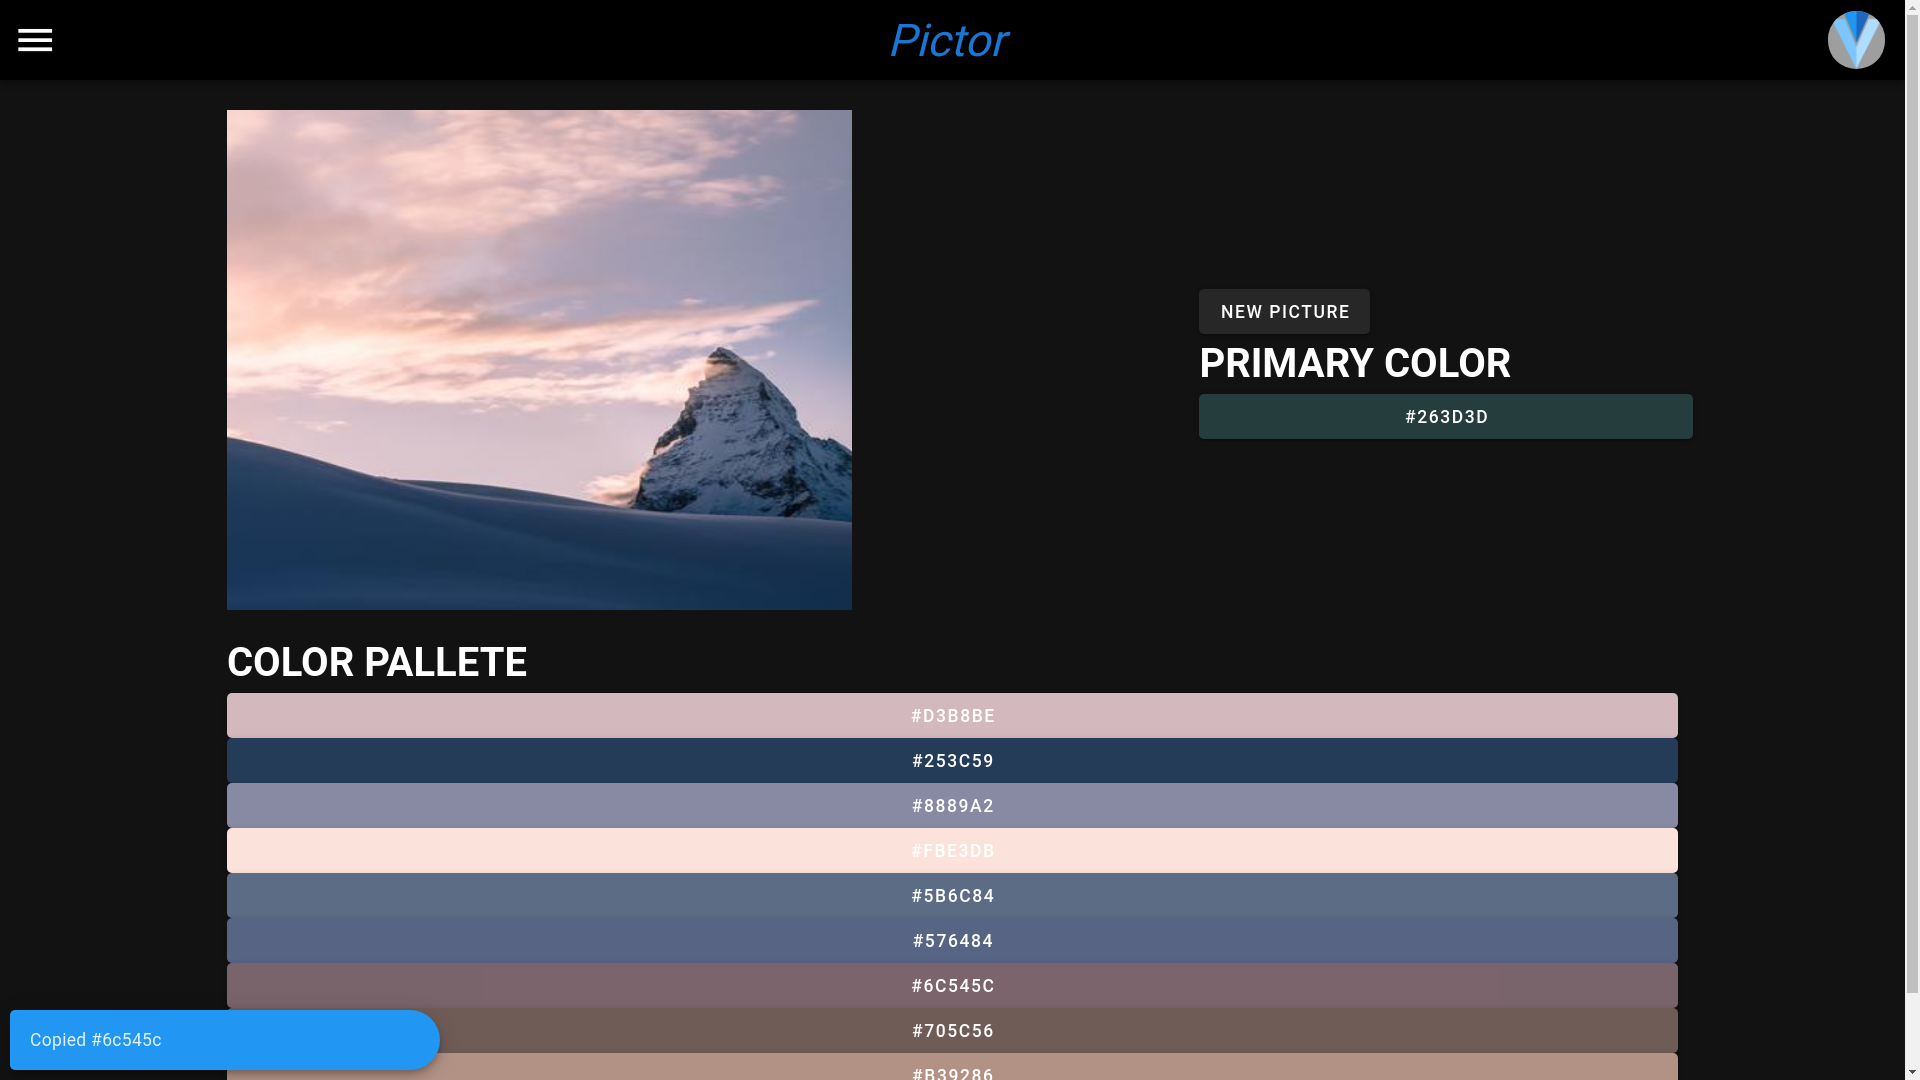 Pictor
NEW PICTURE
PRIMARY COLOR
#263D3D
COLOR PALLETE
#D3B8BE
#253C59
#8889A2
#FBE3DB
#5B6C84
#576484
#6C545C
#705C56
#B39286
Copied #6c545c